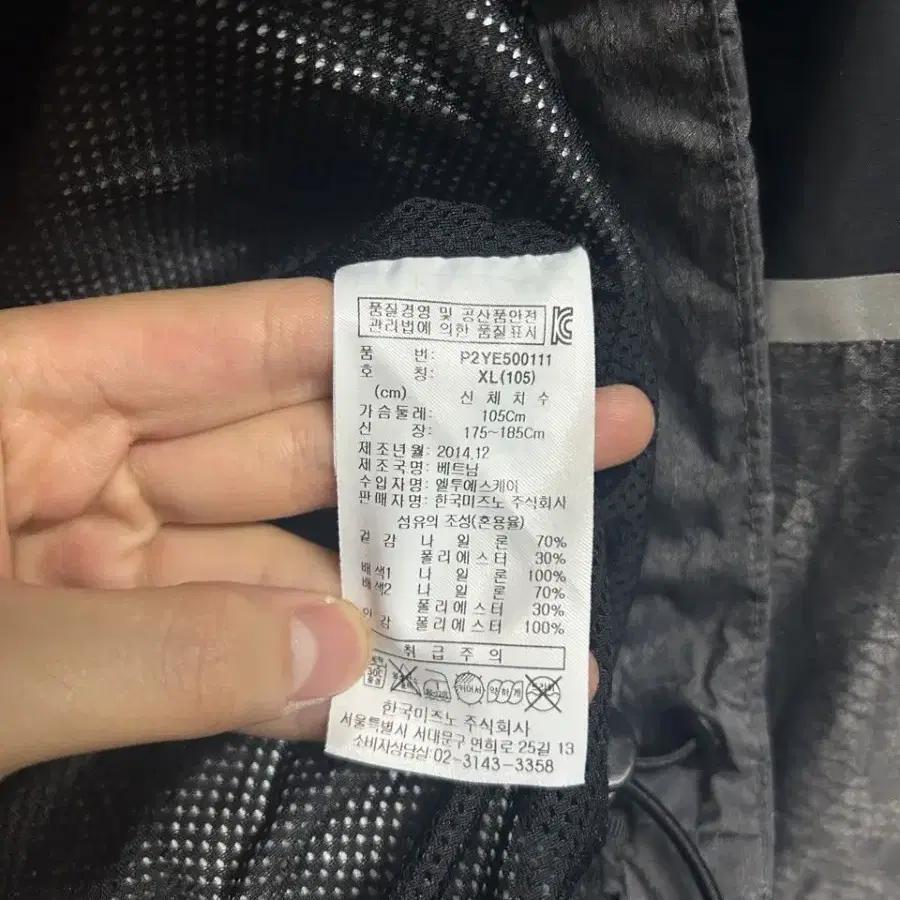 품질경영 및 공산품안전
관리법에 의한 품질표시
품 번: P2YE500111
호 칭: XL(105)
(cm) 신 체 치 수
가슴둘레: 105Cm
신 장: 175~185Cm
제조년월: 2014.12
제조국명: 베트남
수입자명: 엘투에스케이
판매자명: 한국미즈노 주식회사
섬유의 조성(혼용율)
겉 감 나 일 론 70%
폴리에스터 30%
배색1 나 일 론 100%
배색2 나 일 론 70%
폴리에스터 30%
안 감 폴리에스터 100%
취 급 주 의
약하게
한국미즈노 주식회사
서울특별시 서대문구 연희로 25길 13
소비자상담실:02-3143-3358